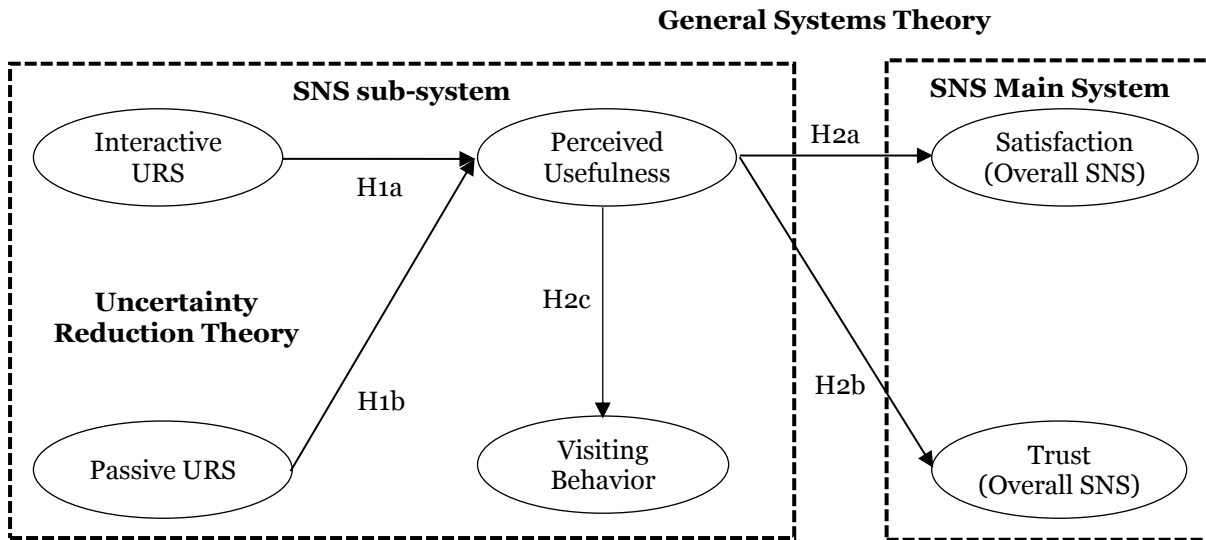 General Systems Theory
SNS sub-system
SNS Main System
Interactive
URS
Perceived
Usefulness
H2a
Satisfaction
(Overall SNS)
H1a
Uncertainty
Reduction Theory
H2c
H1b
H2b
Passive URS
Visiting
Behavior
Trust
(Overall SNS)